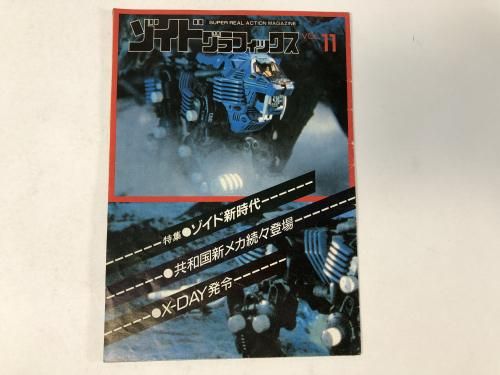 SUPER REAL ACTION MAGAZINE
ゾイドグラフィックス VOL.11
特集●ゾイド新時代
●共和国新メカ続々登場
●X-DAY発令